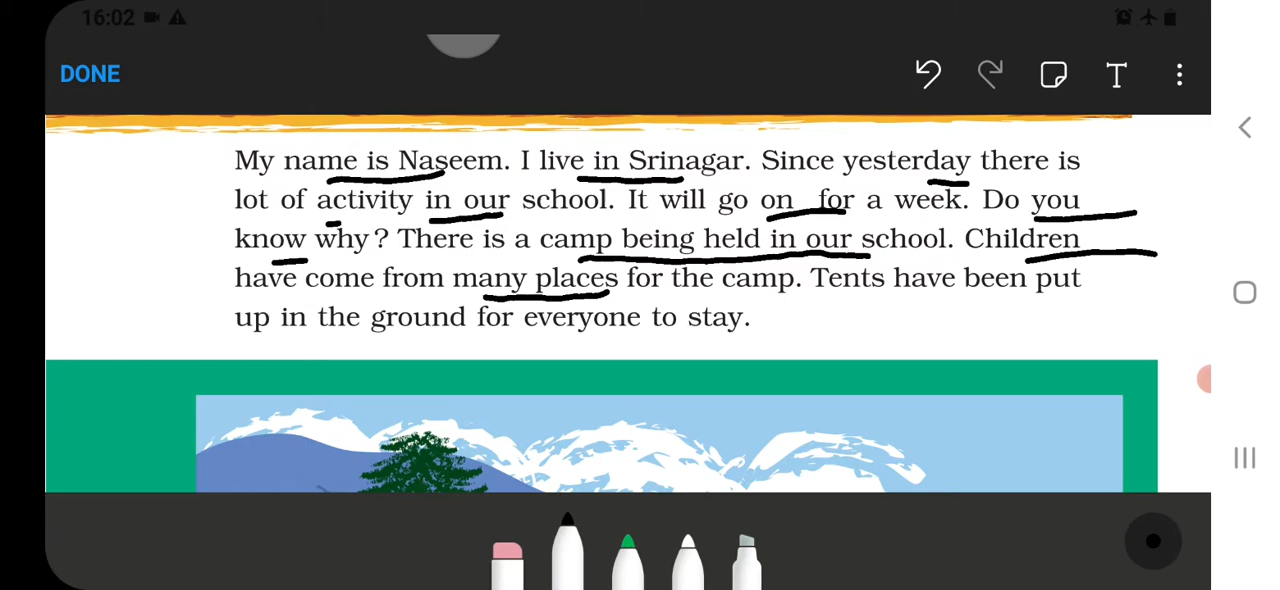 16:02
DONE
T
My name is Naseem. I live in Srinagar. Since yesterday there is
lot of activity in our school. It will go on for a week. Do you
know why? There is a camp being held in our school. Children
have come from many places for the camp. Tents have been put
up in the ground for everyone to stay.